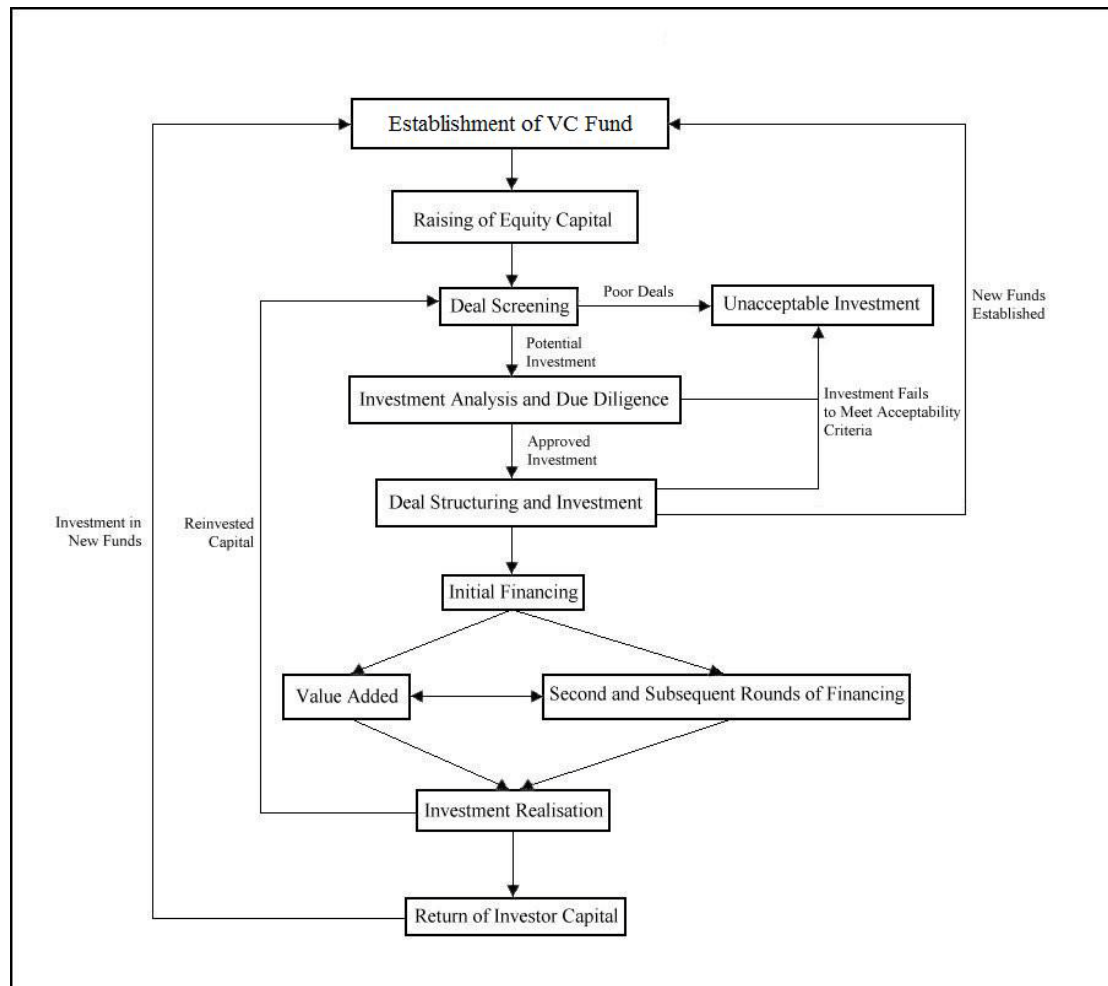 Establishment of VC Fund
Raising of Equity Capital
Deal Screening
Poor Deals
Unacceptable Investment
New Funds
Established
Potential
Investment
Investment Analysis and Due Diligence
Investment Fails
to Meet Acceptability
Criteria
Approved
Investment
Deal Structuring and Investment
Investment in
New Funds
Reinvested
Capital
Initial Financing
Value Added
Second and Subsequent Rounds of Financing
Investment Realisation
Return of Investor Capital